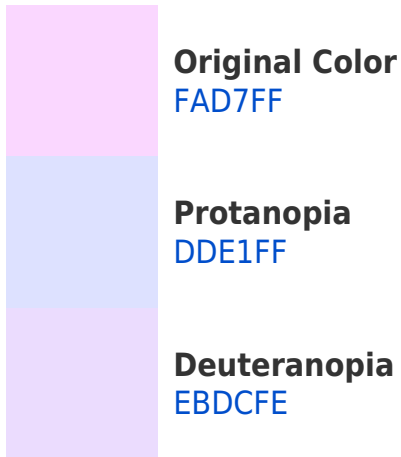 Original Color
FAD7FF
Protanopia
DDE1FF
Deuteranopia
EBDCFE